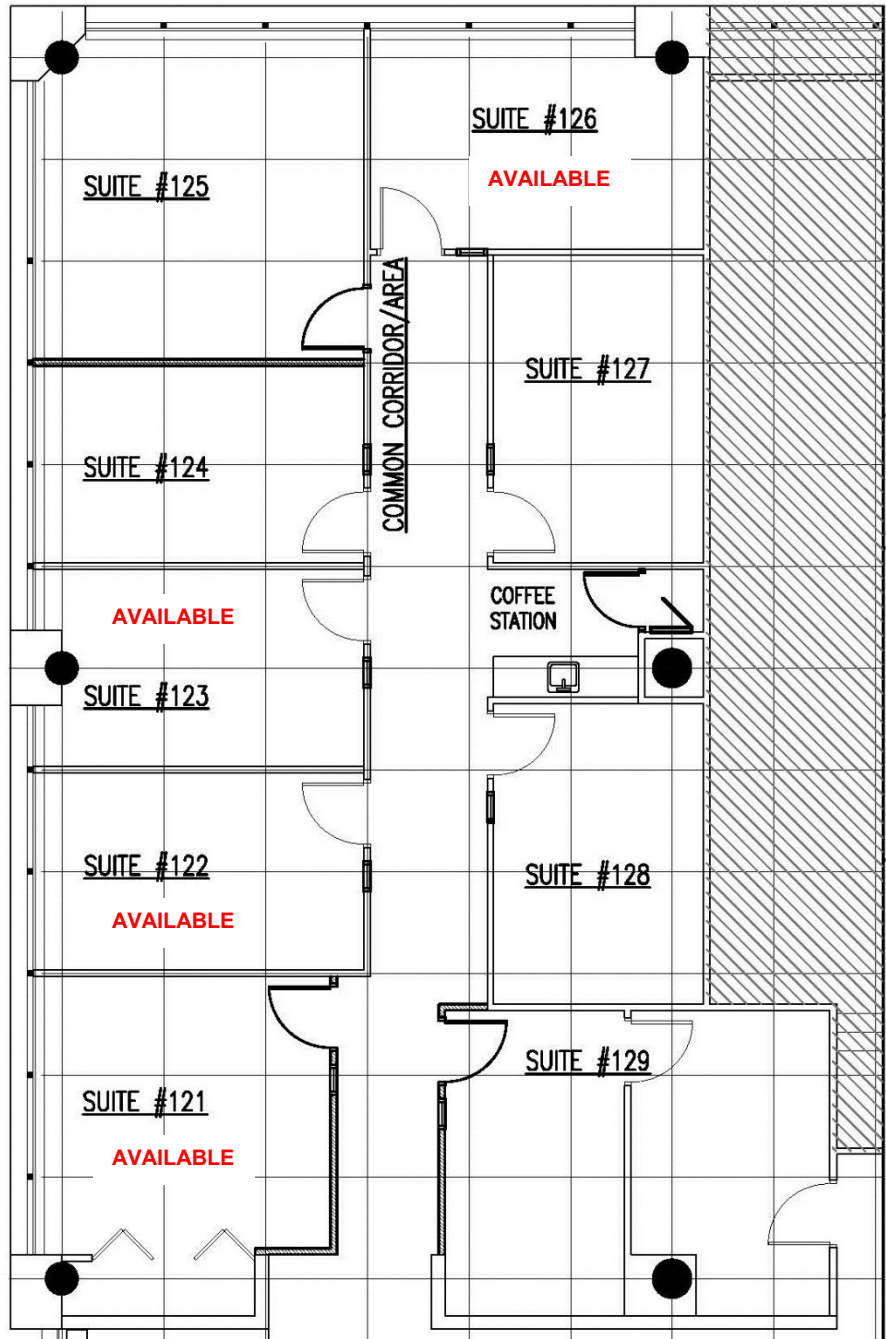 SUITE #126
AVAILABLE
SUITE #125
COMMON CORRIDOR/AREA
SUITE #127
SUITE #124
COFFEE
STATION
AVAILABLE
SUITE #123
SUITE #122
AVAILABLE
SUITE #128
SUITE #129
SUITE #121
AVAILABLE